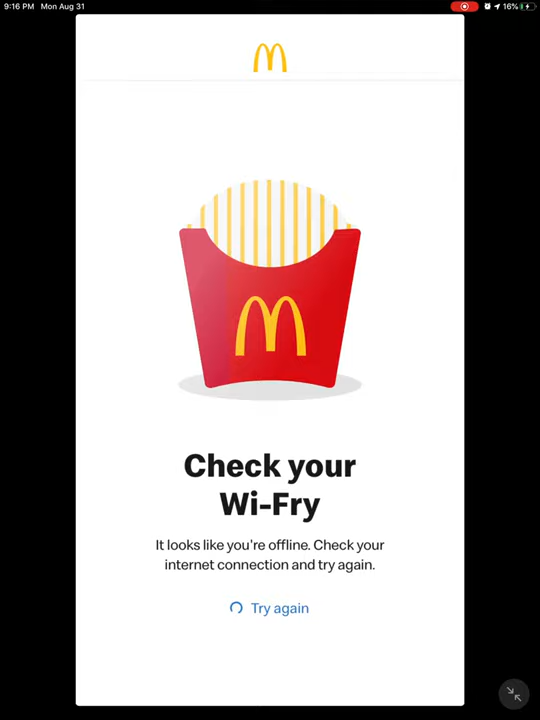 9:16 PM Mon Aug 31
16%
Check your
Wi-Fry
It looks like you're offline. Check your
internet connection and try again.
Try again